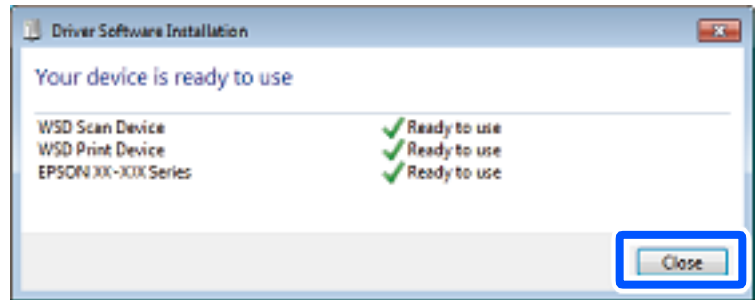 Driver Software Installation
Your device is ready to use
WSD Scan Device Ready to use
WSD Print Device Ready to use
EPSON XX-XXX Series Ready to use
Close